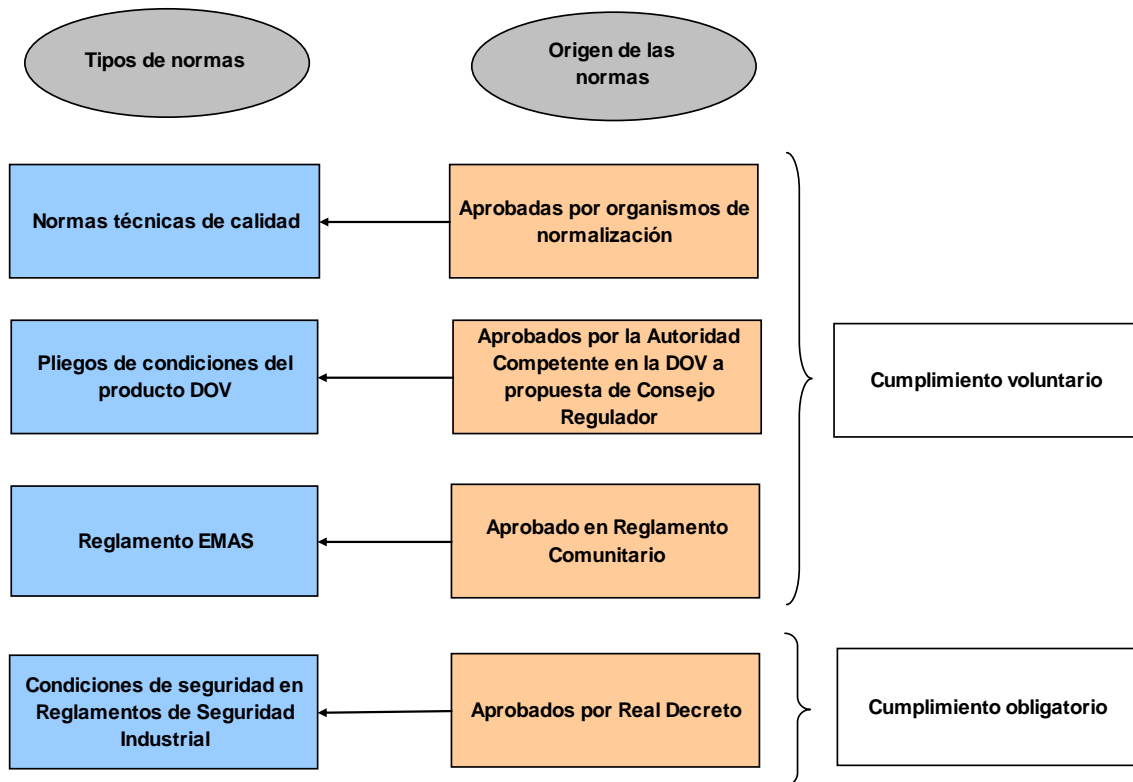 Tipos de normas
Origen de las
normas
Normas técnicas de calidad
Aprobadas por organismos de
normalización
Pliegos de condiciones del
producto DOV
Aprobados por la Autoridad
Competente en la DOV a
propuesta de Consejo
Regulador
Cumplimiento voluntario
Reglamento EMAS
Aprobado en Reglamento
Comunitario
Condiciones de seguridad en
Reglamentos de Seguridad
Industrial
Aprobados por Real Decreto
Cumplimiento obligatorio